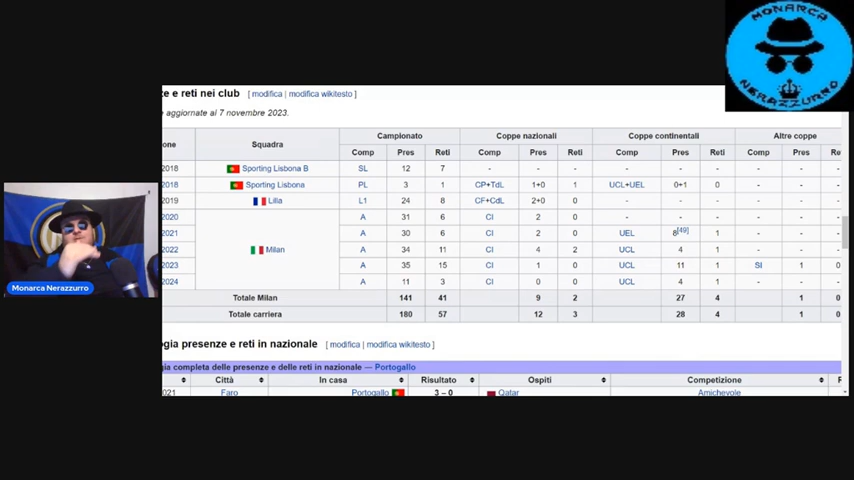 MONARCA
NERAZZURRO
e e reti nei club [ modifica | modifica wikitesto ]
e aggiornate al 7 novembre 2023.
one Squadra Campionato Coppe nazionali Coppe continentali Altre coppe
Comp Pres Reti Comp Pres Reti Comp Pres Reti Comp Pres Re
2018 Sporting Lisbona B SL 12 7 - - - - - - - - -
2018 Sporting Lisbona PL 3 1 CP+TdL 1+0 1 UCL+UEL 0+1 0 - - -
2019 Lilla L1 24 8 CF+CdL 2+0 0 - - - - - -
2020 A 31 6 CI 2 0 - - - - - -
2021 A 30 6 CI 2 0 UEL 8[49] 1 - - -
2022 Milan A 34 11 CI 4 2 UCL 4 1 - - -
2023 A 35 15 CI 1 0 UCL 11 1 SI 1 0
2024 A 11 3 CI 0 0 UCL 4 1 - - -
Totale Milan 141 41 9 2 27 4 1 0
Totale carriera 180 57 12 3 28 4 1 0
Monarca Nerazzurro
ogia presenze e reti in nazionale [ modifica | modifica wikitesto ]
gia completa delle presenze e delle reti in nazionale — Portogallo
Città In casa Risultato Ospiti Competizione
021 Faro Portogallo 3 – 0 Qatar Amichevole